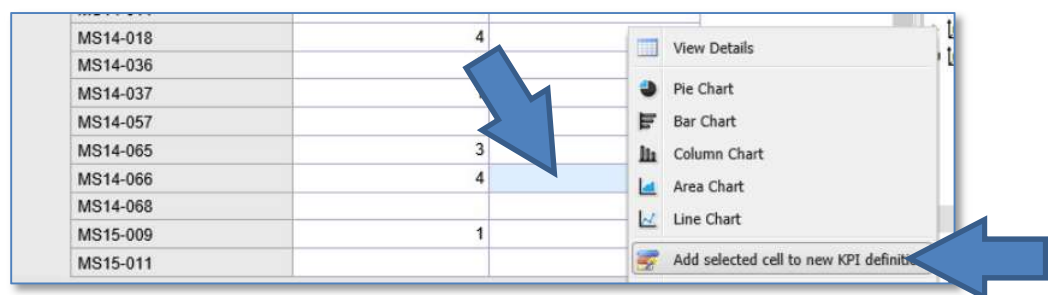 MS14-018 4
MS14-036
MS14-037
MS14-057
MS14-065 3
MS14-066 4
MS14-068
MS15-009 1
MS15-011
View Details
Pie Chart
Bar Chart
Column Chart
Area Chart
Line Chart
Add selected cell to new KPI